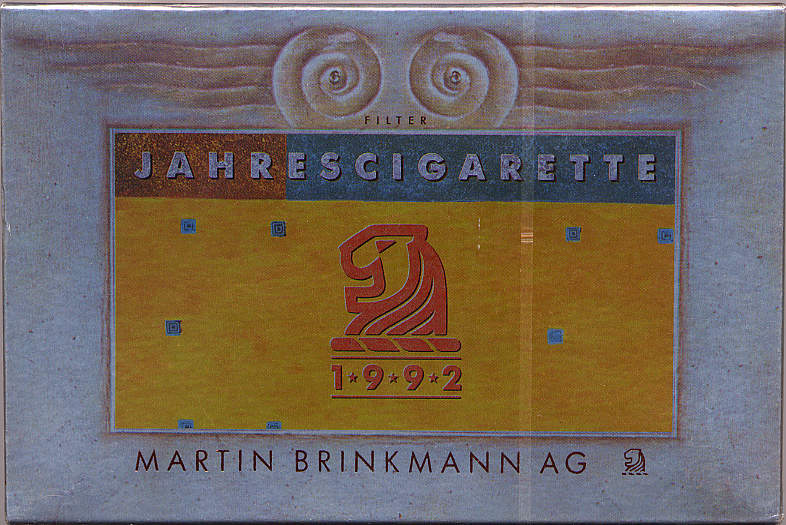 FILTER
JAHRESCIGARETTE
1★9★9★2
MARTIN BRINKMANN AG